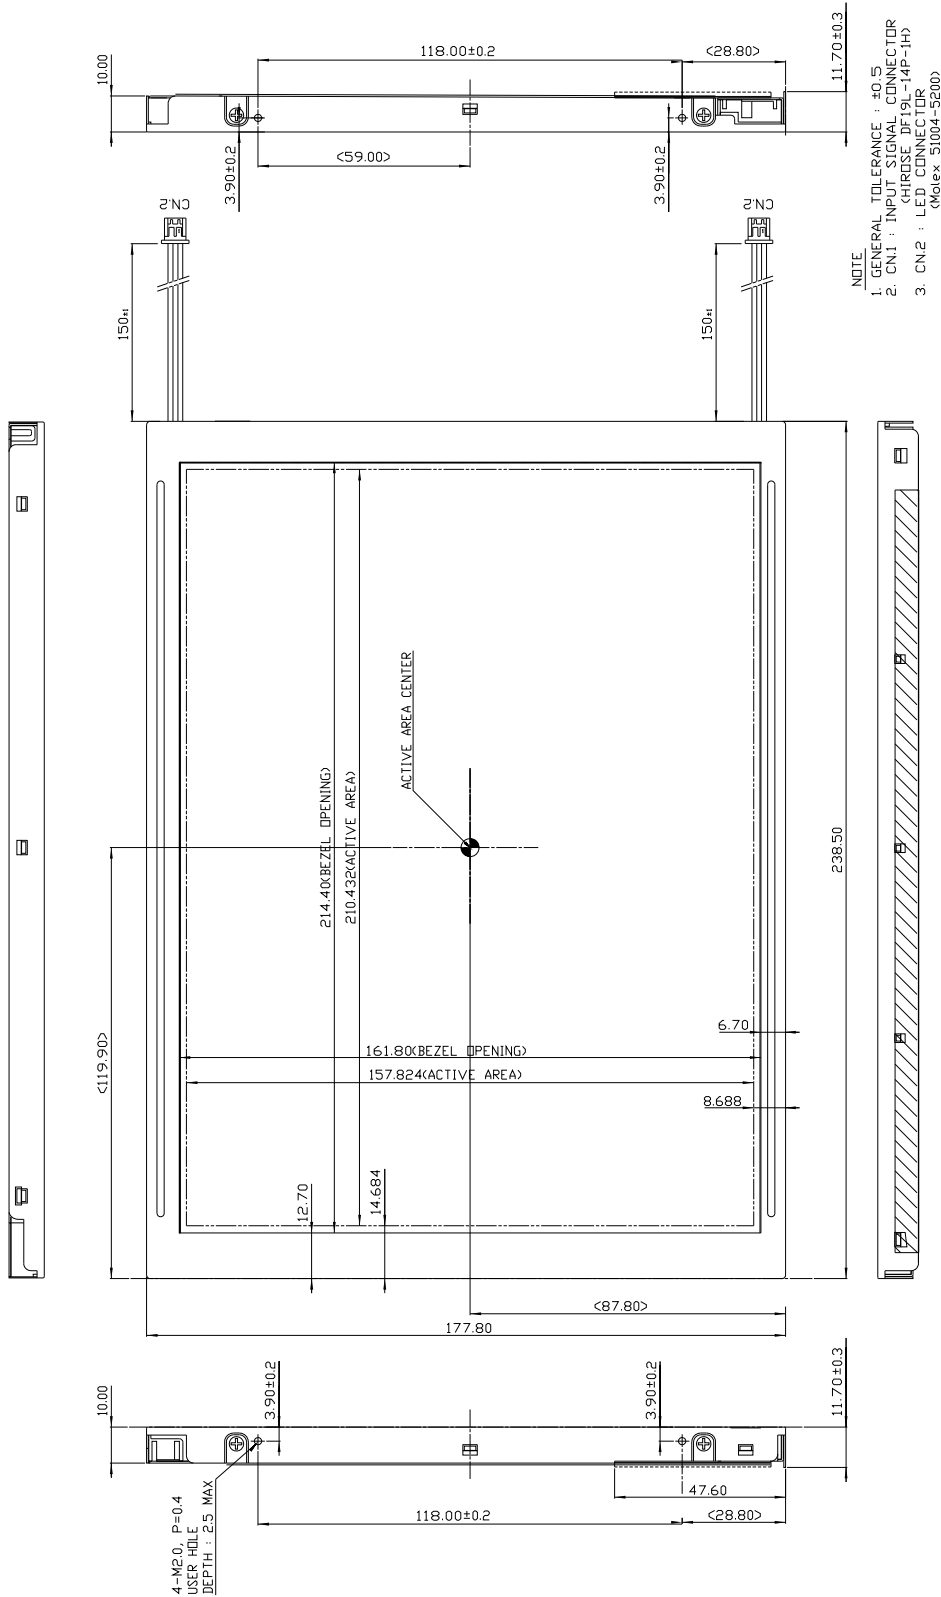 10.00
118.00±0.2
<28.80>
11.70±0.3
<59.00>
3.90±0.2
3.90±0.2
CN.2
CN.2
150±1
150±1
NOTE
1. GENERAL TOLERANCE : ±0.5
2. CN.1 : INPUT SIGNAL CONNECTOR
(HIROSE DF19L-14P-1H)
3. CN.2 : LED CONNECTOR
(Molex 51004-5200)
ACTIVE AREA CENTER
214.40(BEZEL OPENING)
210.432(ACTIVE AREA)
238.50
<119.90>
6.70
161.80(BEZEL OPENING)
157.824(ACTIVE AREA)
8.688
12.70
14.684
<87.80>
177.80
10.00
3.90±0.2
3.90±0.2
11.70±0.3
47.60
118.00±0.2
<28.80>
4-M2.0, P=0.4
USER HOLE
DEPTH : 2.5 MAX